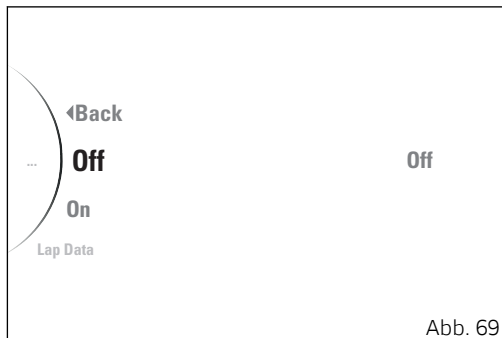 ◀Back
... Off Off
On
Lap Data
Abb. 69